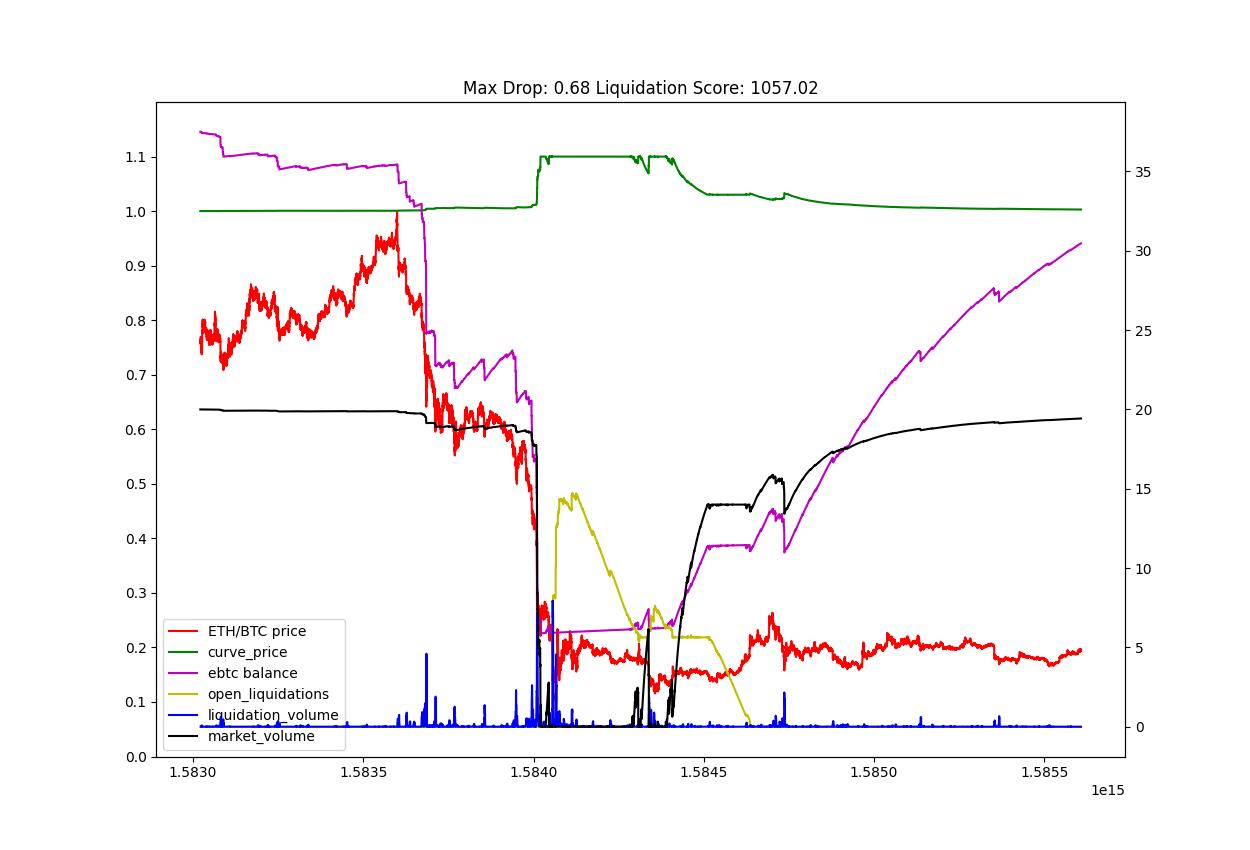 Max Drop: 0.68 Liquidation Score: 1057.02
1.1
1.0
0.9
0.8
0.7
0.6
0.5
0.4
0.3
0.2
0.1
0.0
35
30
25
20
15
10
5
0
ETH/BTC price
curve_price
ebtc balance
open_liquidations
liquidation_volume
market_volume
1.5830 1.5835 1.5840 1.5845 1.5850 1.5855
1e15